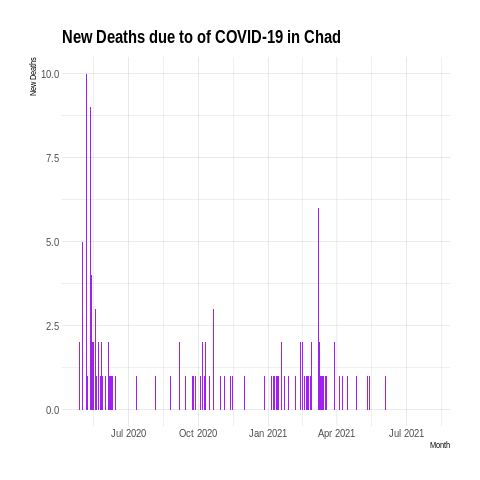 New Deaths due to of COVID-19 in Chad
New Deaths
10.0
7.5
5.0
2.5
0.0
Jul 2020 Oct 2020 Jan 2021 Apr 2021 Jul 2021
Month